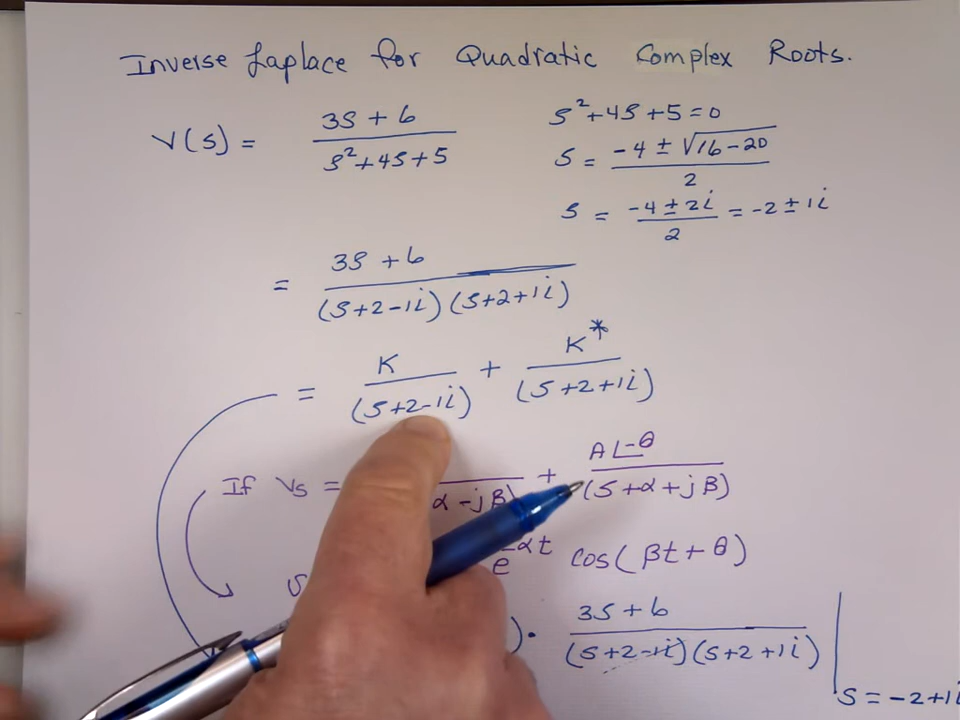 Inverse Laplace for Quadratic Complex Roots.
V(s) = (3s + 6)/(s² + 4s + 5)
s² + 4s + 5 = 0
s = (-4 ± √16-20)/2
s = (-4 ± 2i)/2 = -2 ± 1i
= (3s + 6)/((s+2-1i)(s+2+1i))
= K/(s+2-1i) + K*/(s+2+1i)
If Vs = α - jβ) + A∠-θ/(s+α+jβ)
e^-αt cos(βt + θ)
)· (3s + 6)/((s+2-1i)(s+2+1i)) | s = -2+1i